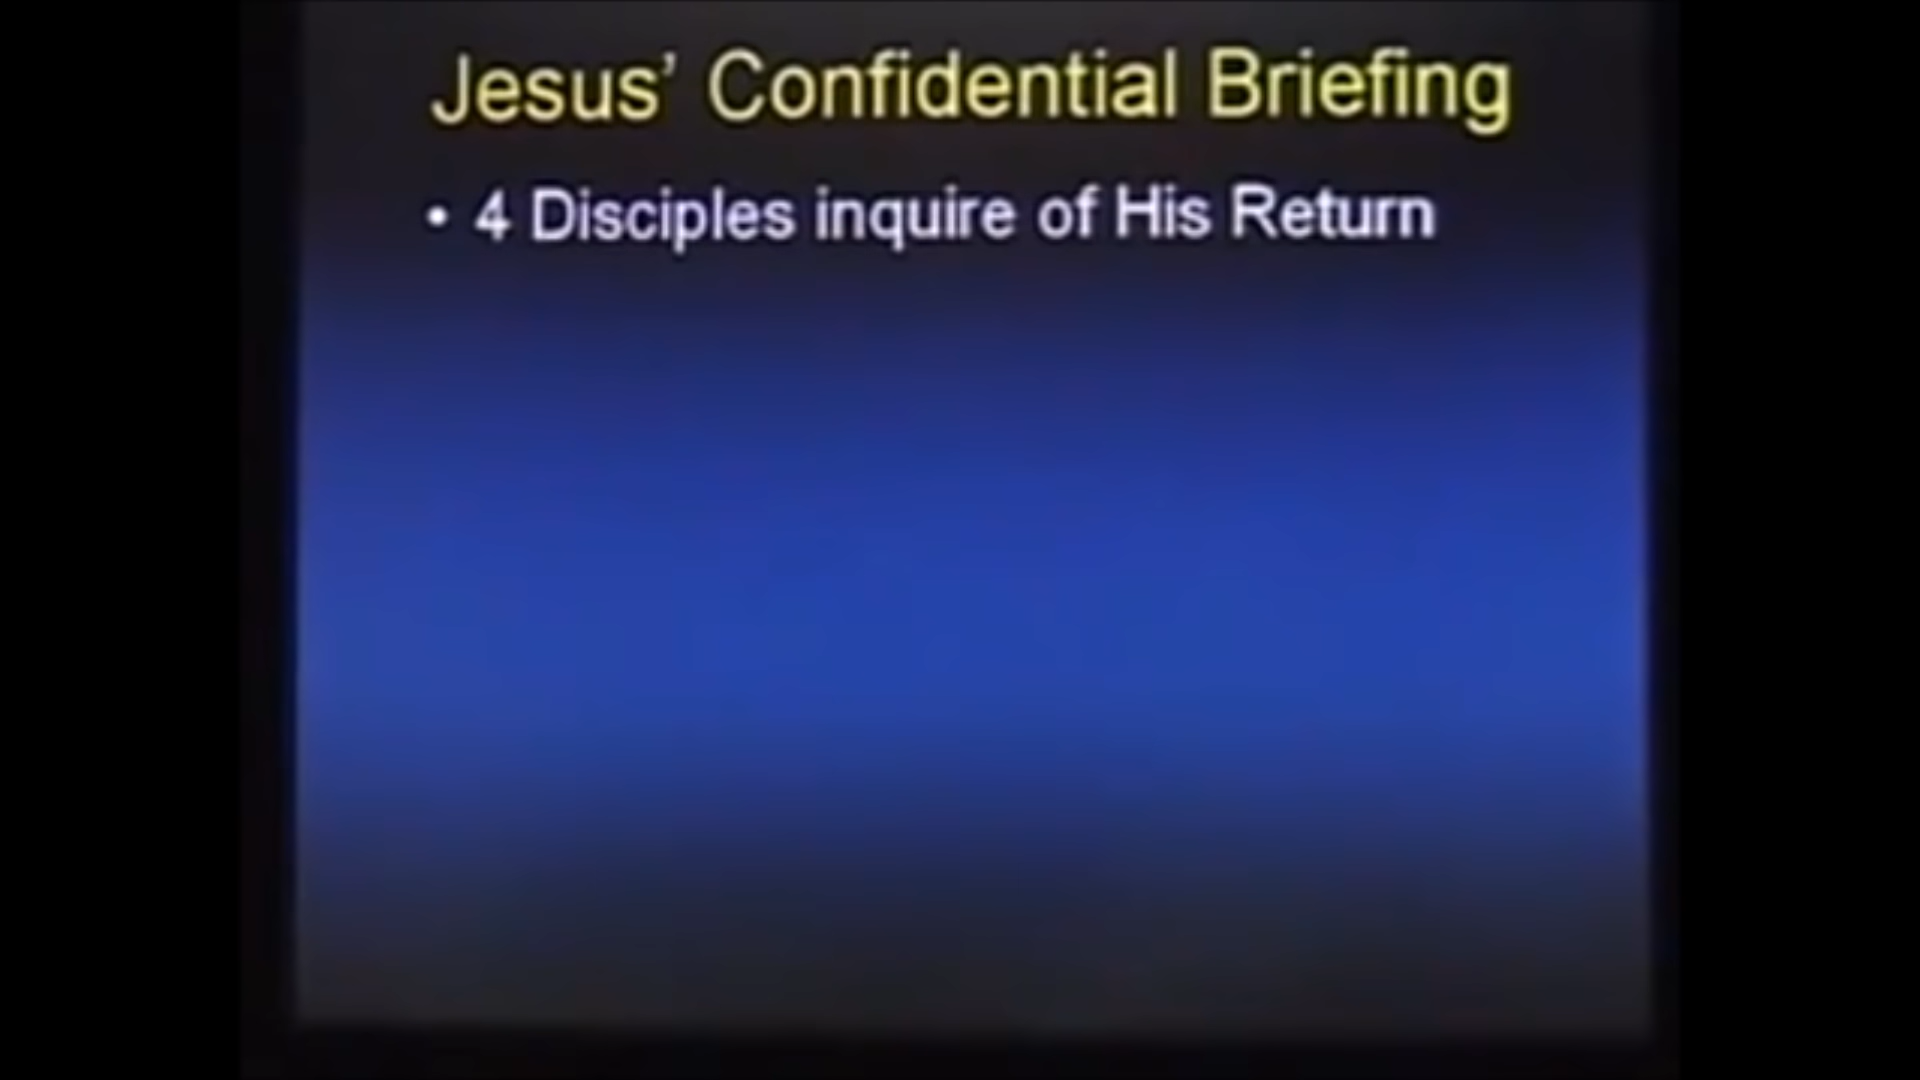 Jesus' Confidential Briefing
• 4 Disciples inquire of His Return